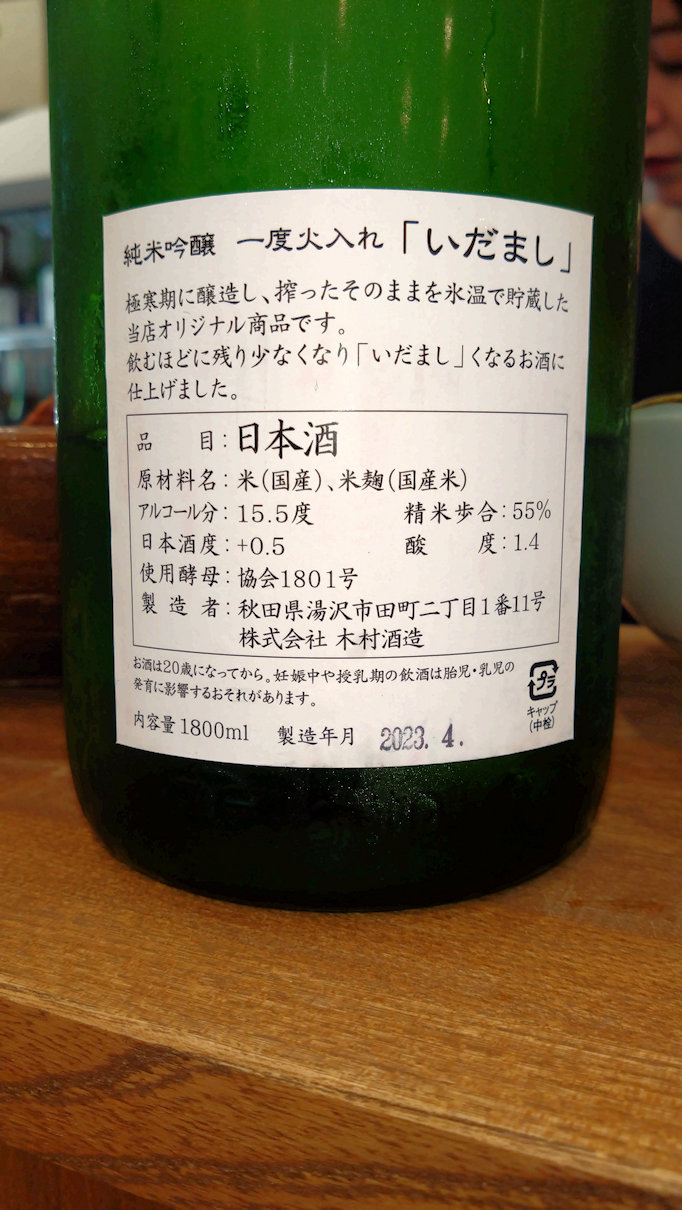 純米吟醸 一度火入れ「いだまし」
極寒期に醸造し、搾ったそのままを氷温で貯蔵した
当店オリジナル商品です。
飲むほどに残り少なくなり「いだまし」くなるお酒に
仕上げました。
品目:日本酒
原材料名:米(国産)、米麹(国産米)
アルコール分:15.5度 精米歩合:55%
日本酒度:+0.5 酸度:1.4
使用酵母:協会1801号
製造者:秋田県湯沢市田町二丁目1番11号
株式会社 木村酒造
お酒は20歳になってから。妊娠中や授乳期の飲酒は胎児・乳児の
発育に影響するおそれがあります。
プラ
キャップ
(中栓)
内容量1800ml 製造年月 2023.4.